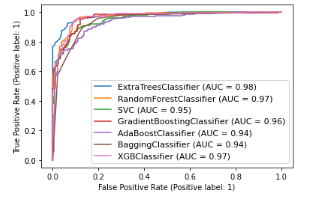 1.0
0.8
0.6
0.4
0.2
0.0
True Positive Rate (Positive label: 1)
ExtraTreesClassifier (AUC = 0.98)
RandomForestClassifier (AUC = 0.97)
SVC (AUC = 0.95)
GradientBoostingClassifier (AUC = 0.96)
AdaBoostClassifier (AUC = 0.94)
BaggingClassifier (AUC = 0.94)
XGBClassifier (AUC = 0.97)
0.0 0.2 0.4 0.6 0.8 1.0
False Positive Rate (Positive label: 1)